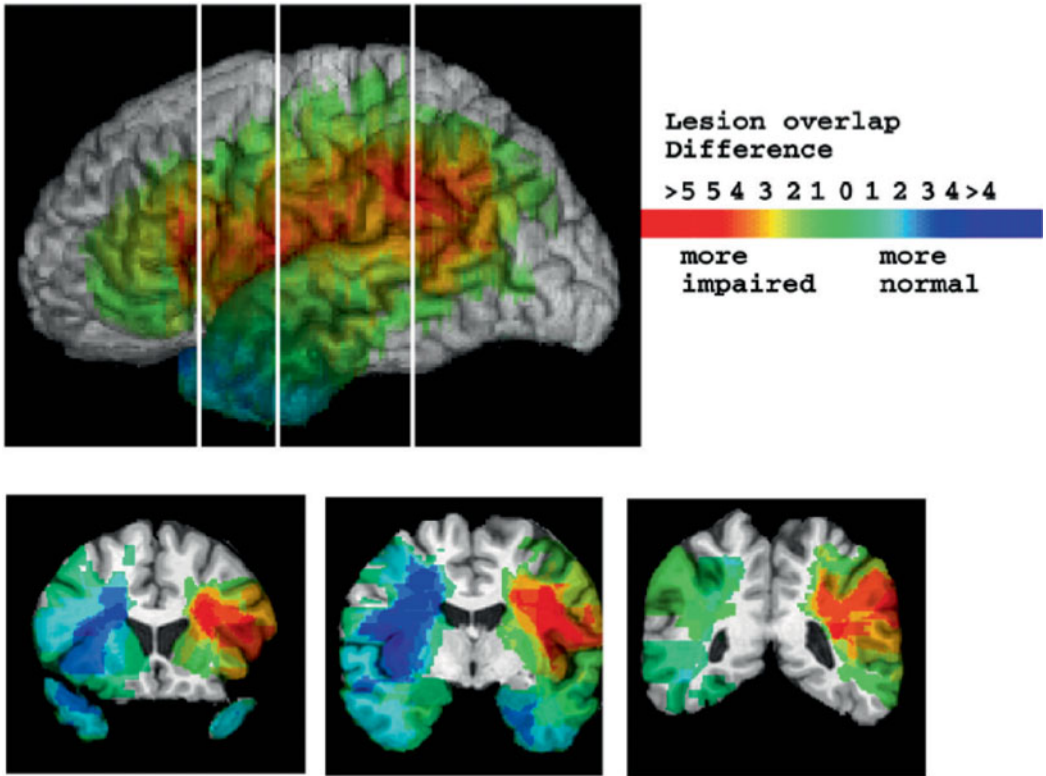 Lesion overlap
Difference
>5 5 4 3 2 1 0 1 2 3 4 >4
more more
impaired normal